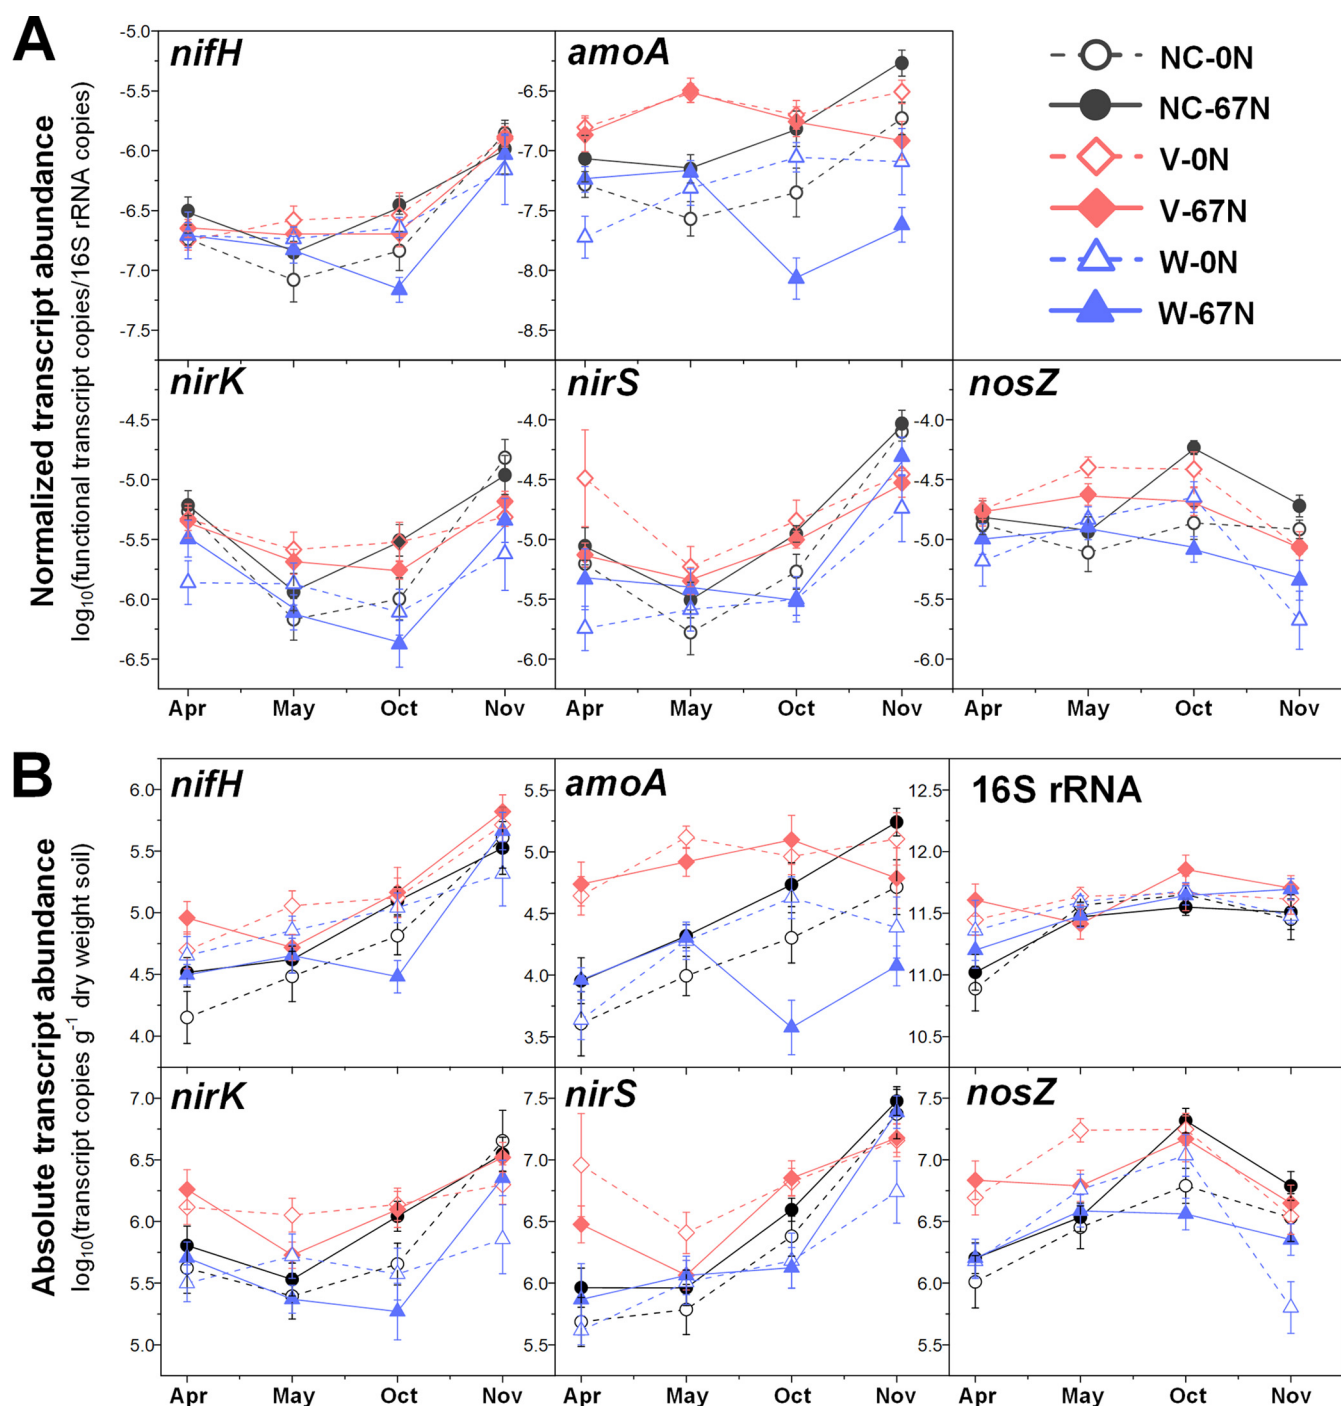 A
Normalized transcript abundance
log₁₀(functional transcript copies/16S rRNA copies)
nifH
-5.0
-5.5
-6.0
-6.5
-7.0
-7.5
amoA
-6.5
-7.0
-7.5
-8.0
-8.5
NC-0N
NC-67N
V-0N
V-67N
W-0N
W-67N
nirK
-4.5
-5.0
-5.5
-6.0
-6.5
nirS
-4.0
-4.5
-5.0
-5.5
-6.0
nosZ
-4.0
-4.5
-5.0
-5.5
-6.0
Apr May Oct Nov
Apr May Oct Nov
Apr May Oct Nov
B
Absolute transcript abundance
log₁₀(transcript copies g⁻¹ dry weight soil)
nifH
6.0
5.5
5.0
4.5
4.0
amoA
5.5
5.0
4.5
4.0
3.5
16S rRNA
12.5
12.0
11.5
11.0
10.5
nirK
7.0
6.5
6.0
5.5
5.0
nirS
7.5
7.0
6.5
6.0
5.5
nosZ
7.5
7.0
6.5
6.0
5.5
Apr May Oct Nov
Apr May Oct Nov
Apr May Oct Nov